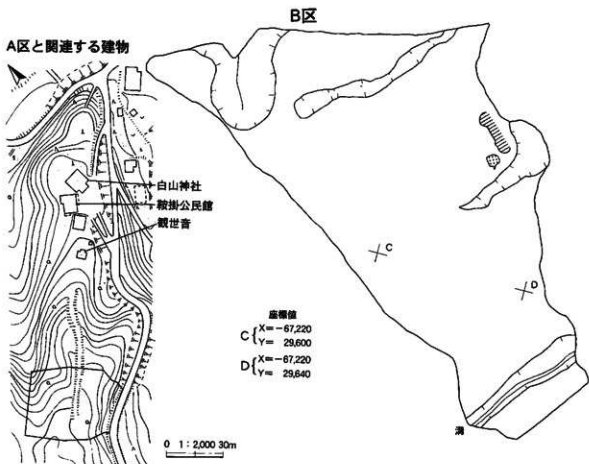 B区
A区と関連する建物
白山神社
鞍掛公民館
観世音
C
D
座標値
C { X=-67,220
Y= 29,600
D { X=-67,220
Y= 29,640
溝
0 1:2,000 30m